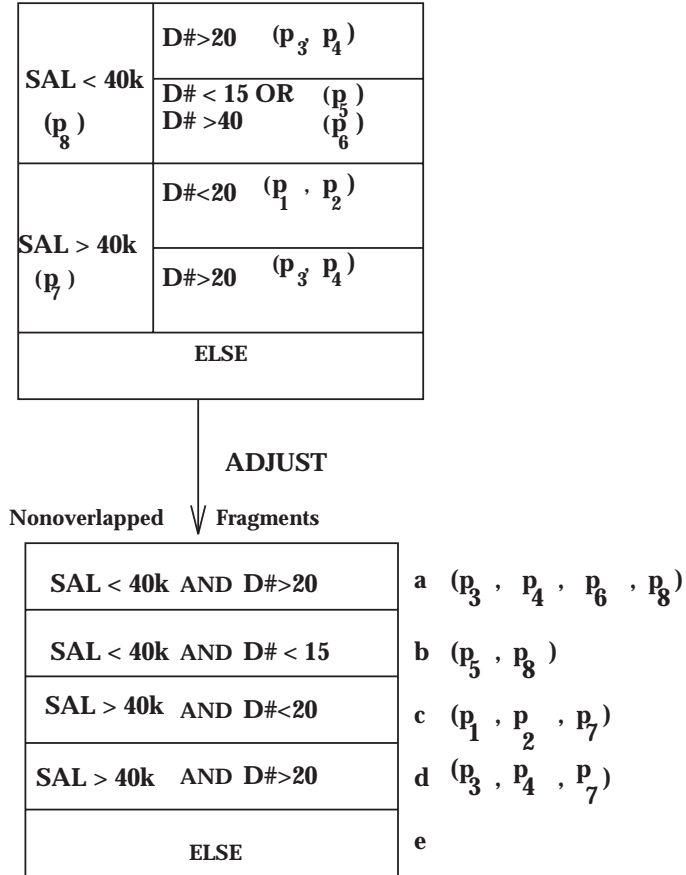 D#>20 (p3, p4)
SAL < 40k
(p8)
D# < 15 OR (p5)
D# >40 (p6)
D#<20 (p1 , p2)
SAL > 40k
(p7)
D#>20 (p3, p4)
ELSE
ADJUST
Nonoverlapped Fragments
SAL < 40k AND D#>20 a (p3 , p4 , p6 , p8)
SAL < 40k AND D# < 15 b (p5 , p8 )
SAL > 40k AND D#<20 c (p1 , p2 , p7)
SAL > 40k AND D#>20 d (p3 , p4 , p7)
ELSE e